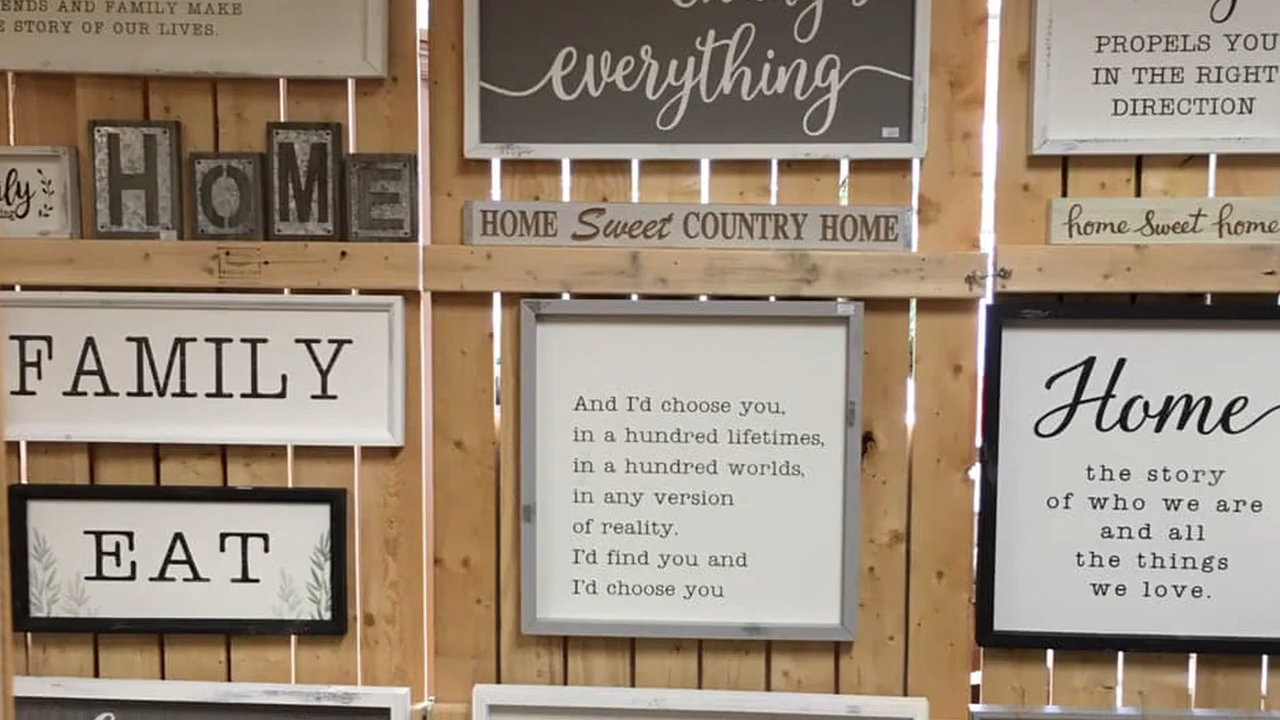 AND FAMILY MAKE
STORY OF OUR LIVES.
everything
PROPELS YOU
IN THE RIGHT
DIRECTION
HOME
HOME Sweet COUNTRY HOME
home Sweet home
FAMILY
EAT
And I'd choose you,
in a hundred lifetimes,
in a hundred worlds,
in any version
of reality.
I'd find you and
I'd choose you
Home
the story
of who we are
and all
the things
we love.